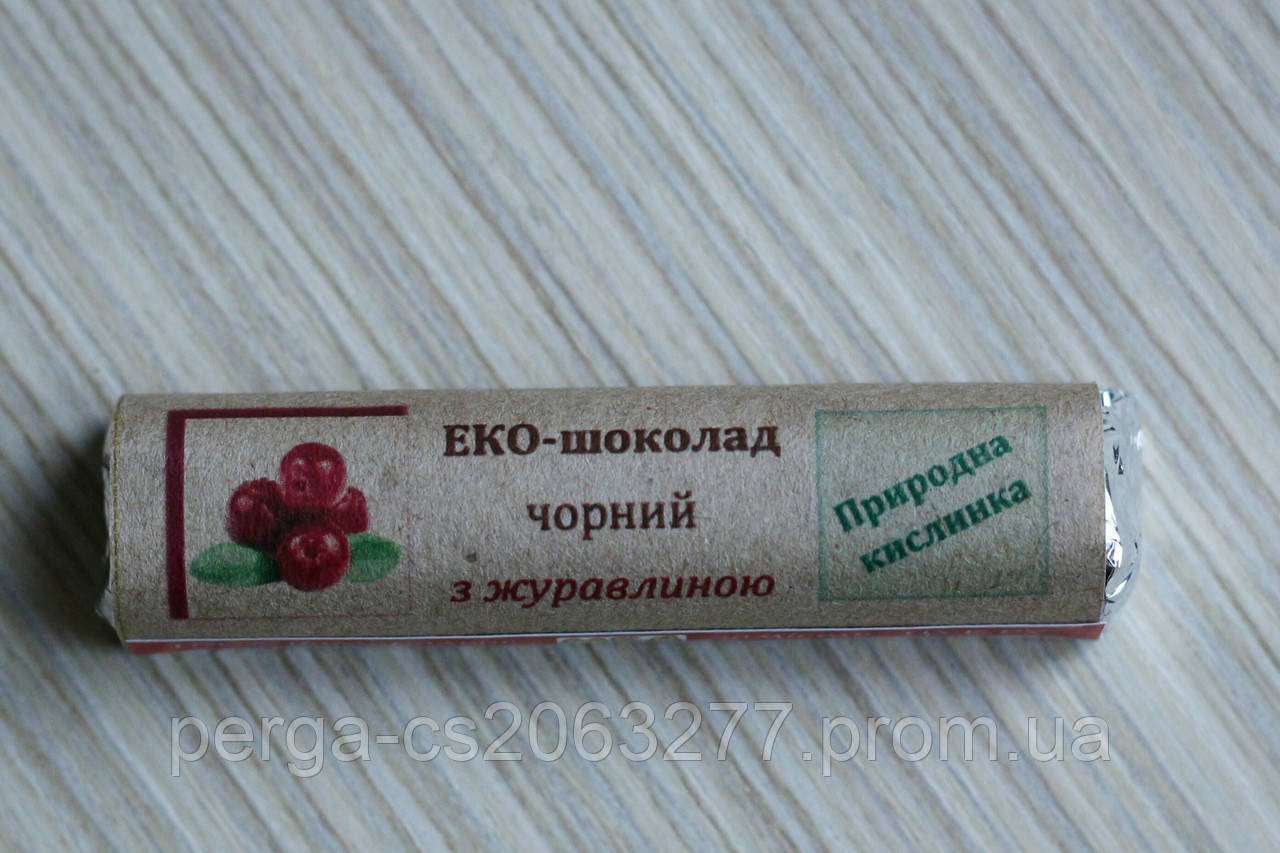 ЕКО-шоколад
чорний
з журавлиною
Природна
кислинка
perga-cs2063277.prom.ua